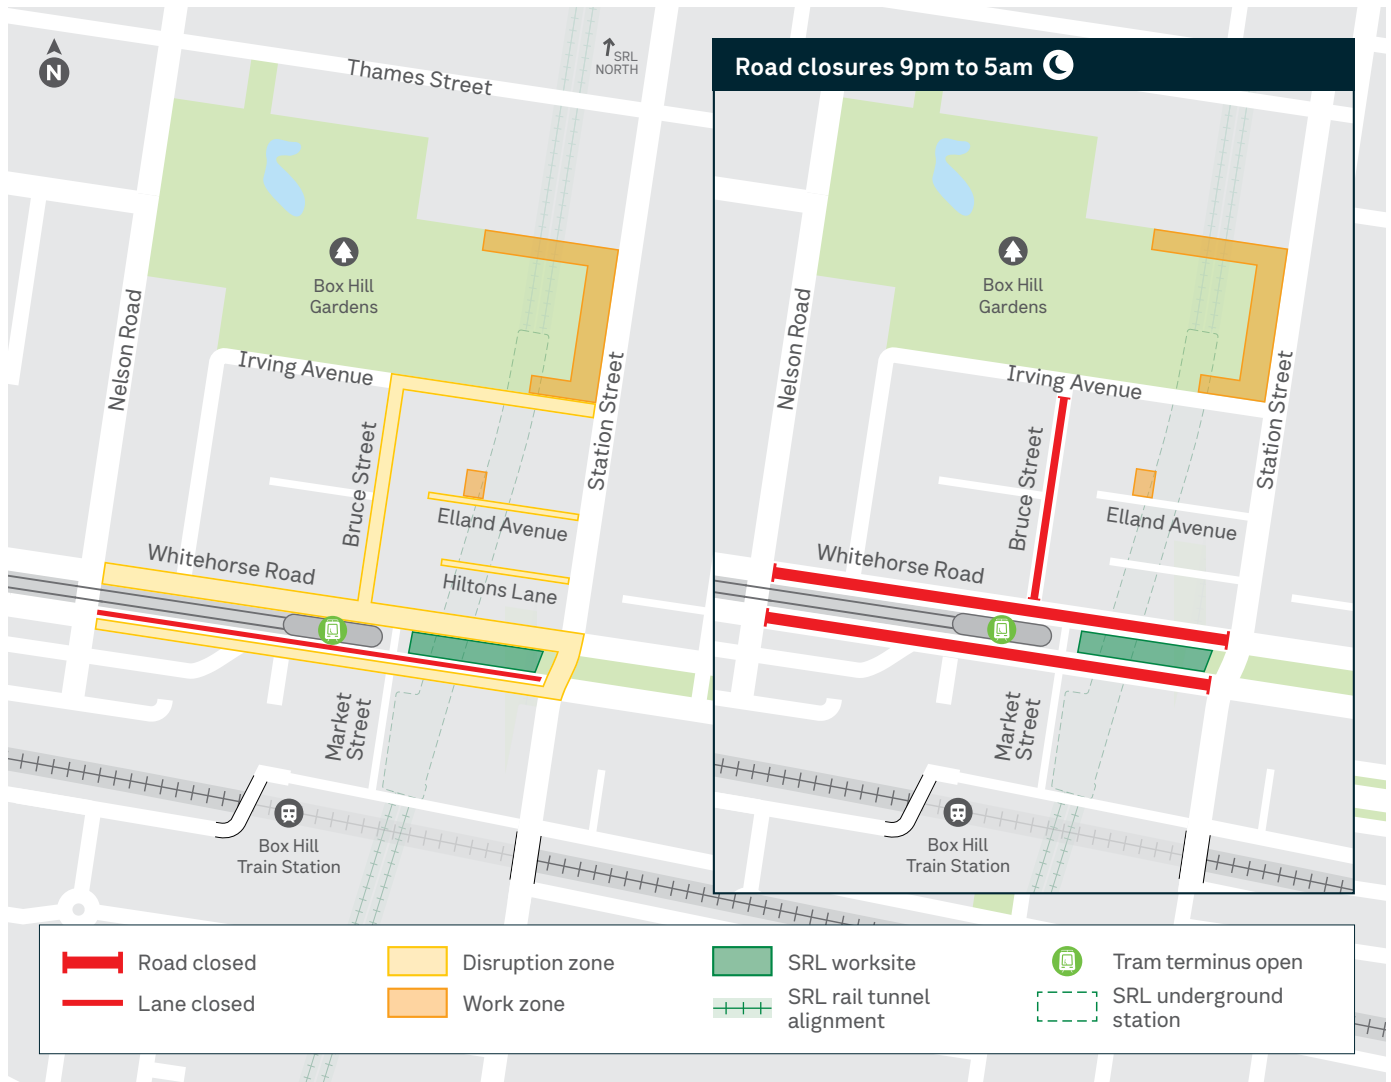 N
Thames Street
SRL
NORTH
Box Hill
Gardens
Nelson Road
Irving Avenue
Station Street
Bruce Street
Elland Avenue
Whitehorse Road
Hiltons Lane
Market
Street
Box Hill
Train Station
Road closures 9pm to 5am
Box Hill
Gardens
Nelson Road
Irving Avenue
Station Street
Bruce Street
Elland Avenue
Whitehorse Road
Market
Street
Box Hill
Train Station
Road closed
Lane closed
Disruption zone
Work zone
SRL worksite
SRL rail tunnel
alignment
Tram terminus open
SRL underground
station